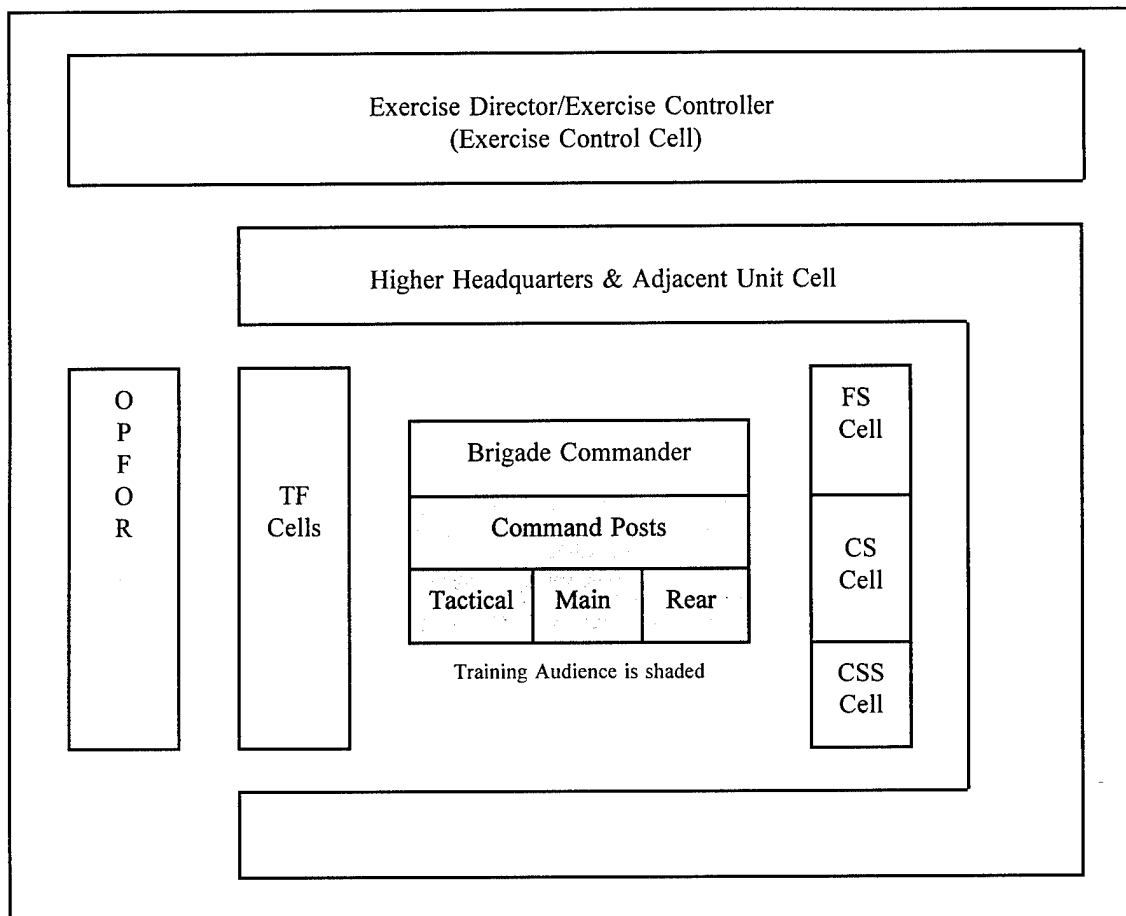 Exercise Director/Exercise Controller
(Exercise Control Cell)
Higher Headquarters & Adjacent Unit Cell
O
P
F
O
R
TF
Cells
Brigade Commander
Command Posts
Tactical
Main
Rear
Training Audience is shaded
FS
Cell
CS
Cell
CSS
Cell